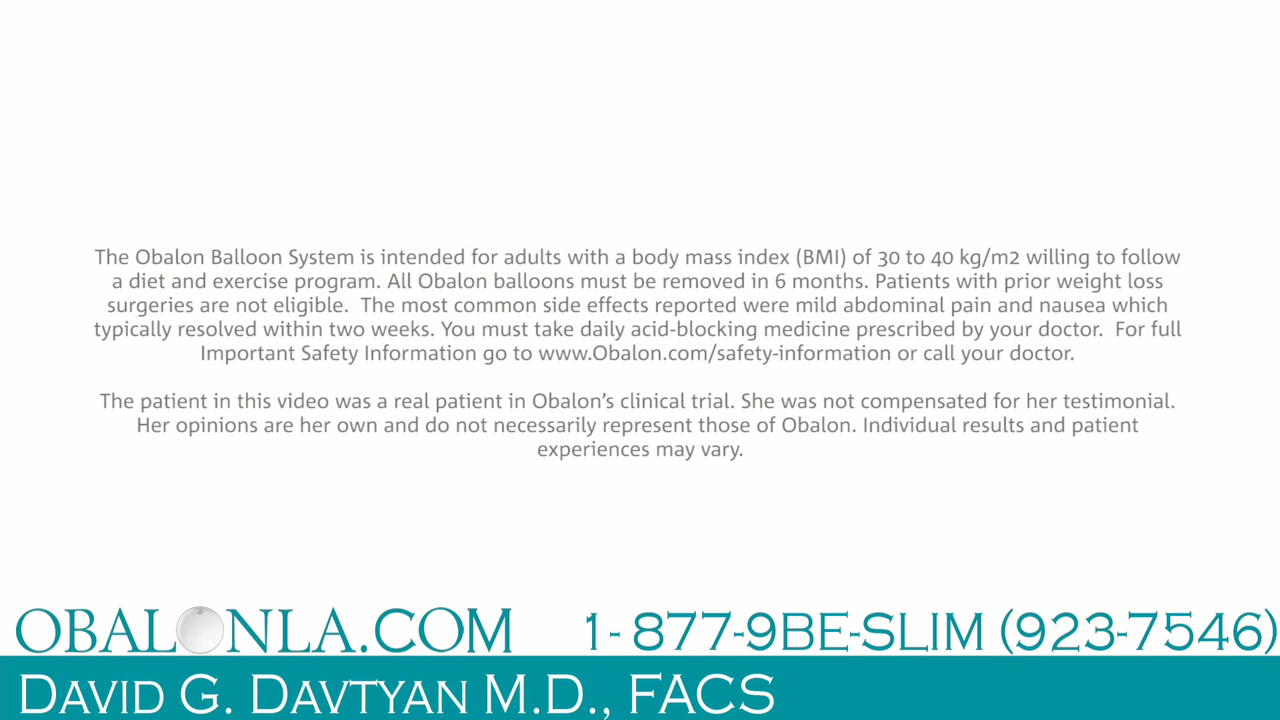 The Obalon Balloon System is intended for adults with a body mass index (BMI) of 30 to 40 kg/m2 willing to follow
a diet and exercise program. All Obalon balloons must be removed in 6 months. Patients with prior weight loss
surgeries are not eligible.  The most common side effects reported were mild abdominal pain and nausea which
typically resolved within two weeks. You must take daily acid-blocking medicine prescribed by your doctor.  For full
Important Safety Information go to www.Obalon.com/safety-information or call your doctor.
The patient in this video was a real patient in Obalon’s clinical trial. She was not compensated for her testimonial.
Her opinions are her own and do not necessarily represent those of Obalon. Individual results and patient
experiences may vary.
OBALONLA.COM 1- 877-9BE-SLIM (923-7546)
DAVID G. DAVTYAN M.D., FACS